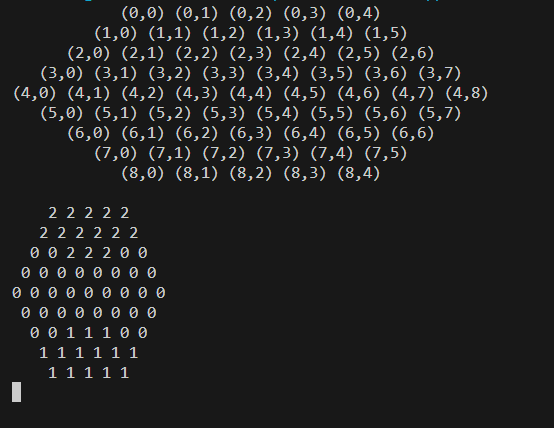 (0,0) (0,1) (0,2) (0,3) (0,4)
(1,0) (1,1) (1,2) (1,3) (1,4) (1,5)
(2,0) (2,1) (2,2) (2,3) (2,4) (2,5) (2,6)
(3,0) (3,1) (3,2) (3,3) (3,4) (3,5) (3,6) (3,7)
(4,0) (4,1) (4,2) (4,3) (4,4) (4,5) (4,6) (4,7) (4,8)
(5,0) (5,1) (5,2) (5,3) (5,4) (5,5) (5,6) (5,7)
(6,0) (6,1) (6,2) (6,3) (6,4) (6,5) (6,6)
(7,0) (7,1) (7,2) (7,3) (7,4) (7,5)
(8,0) (8,1) (8,2) (8,3) (8,4)
2 2 2 2 2
2 2 2 2 2 2
0 0 2 2 2 0 0
0 0 0 0 0 0 0 0
0 0 0 0 0 0 0 0 0
0 0 0 0 0 0 0 0
0 0 1 1 1 0 0
1 1 1 1 1 1
1 1 1 1 1